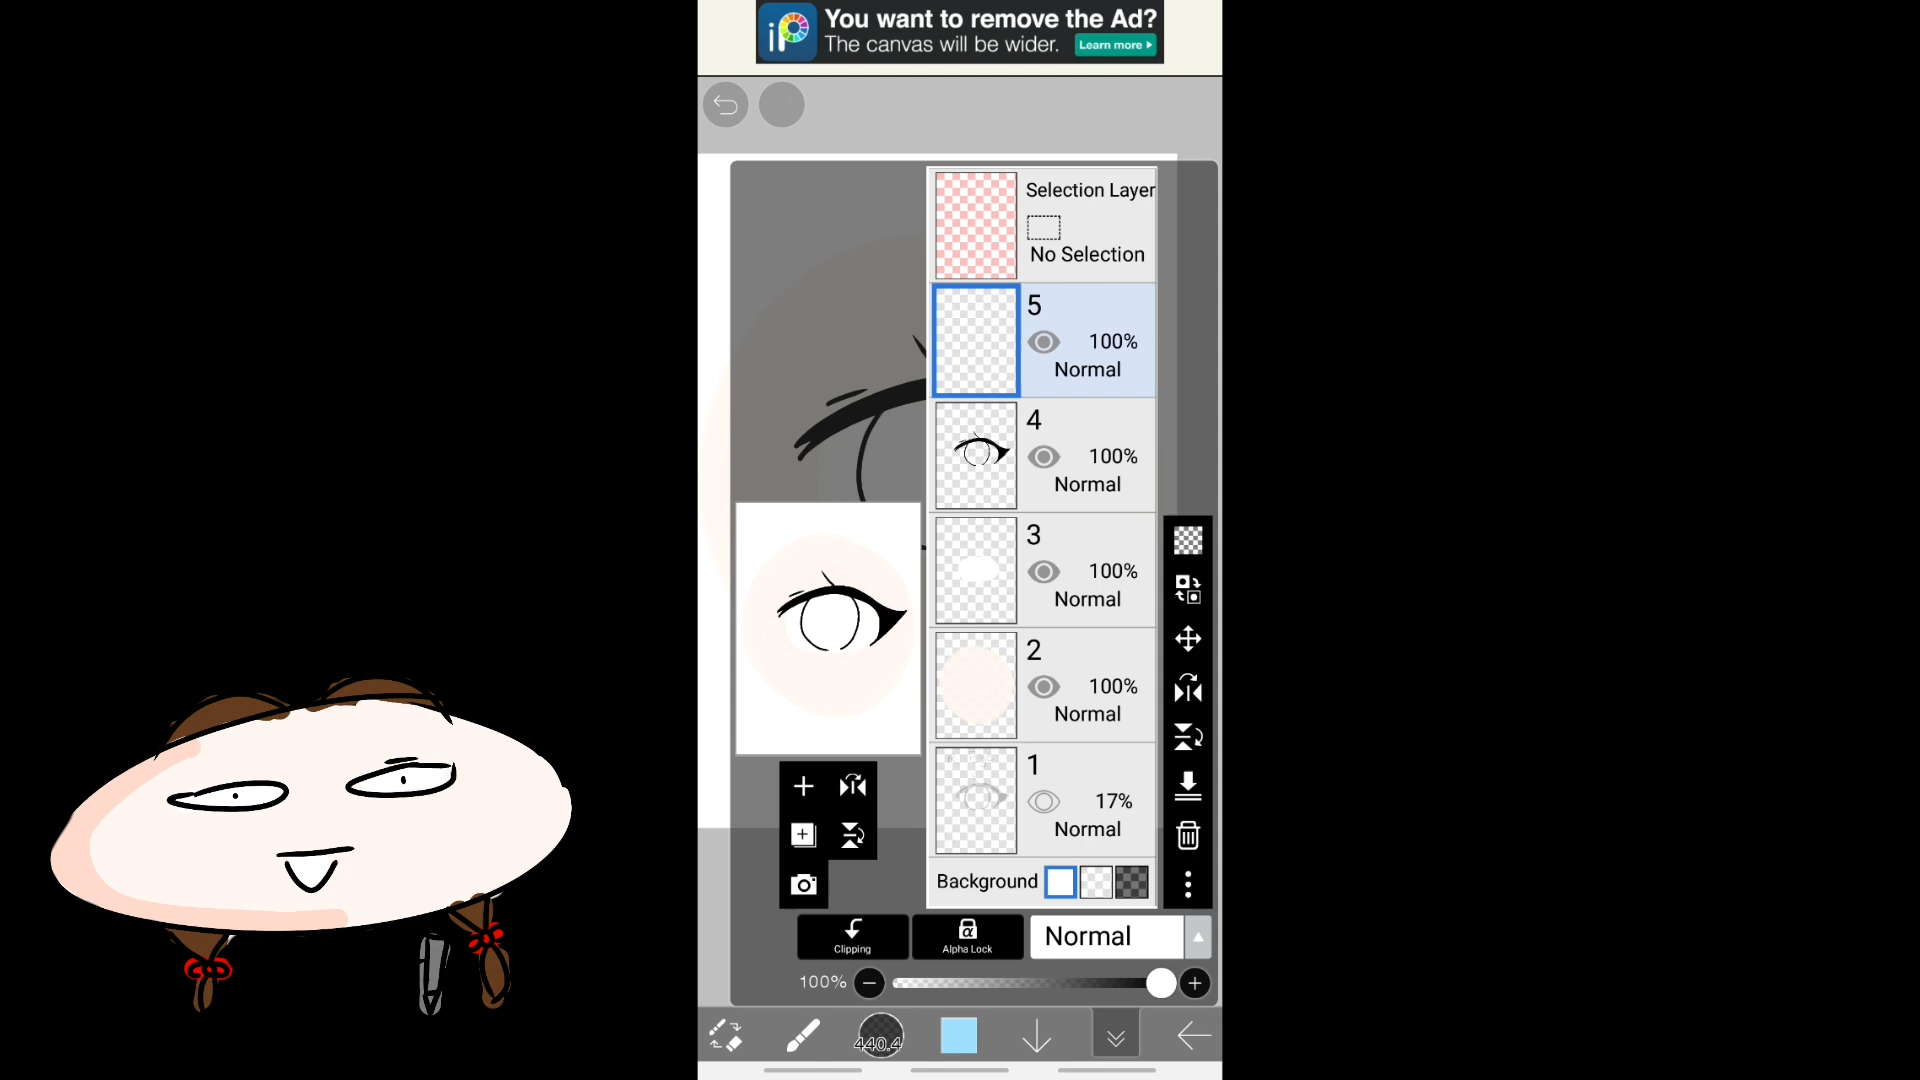 iP
You want to remove the Ad?
The canvas will be wider.
Learn more
Selection Layer
No Selection
5
100%
Normal
4
100%
Normal
3
100%
Normal
2
100%
Normal
1
17%
Normal
Background
Clipping
α
Alpha Lock
Normal
100%
440.4